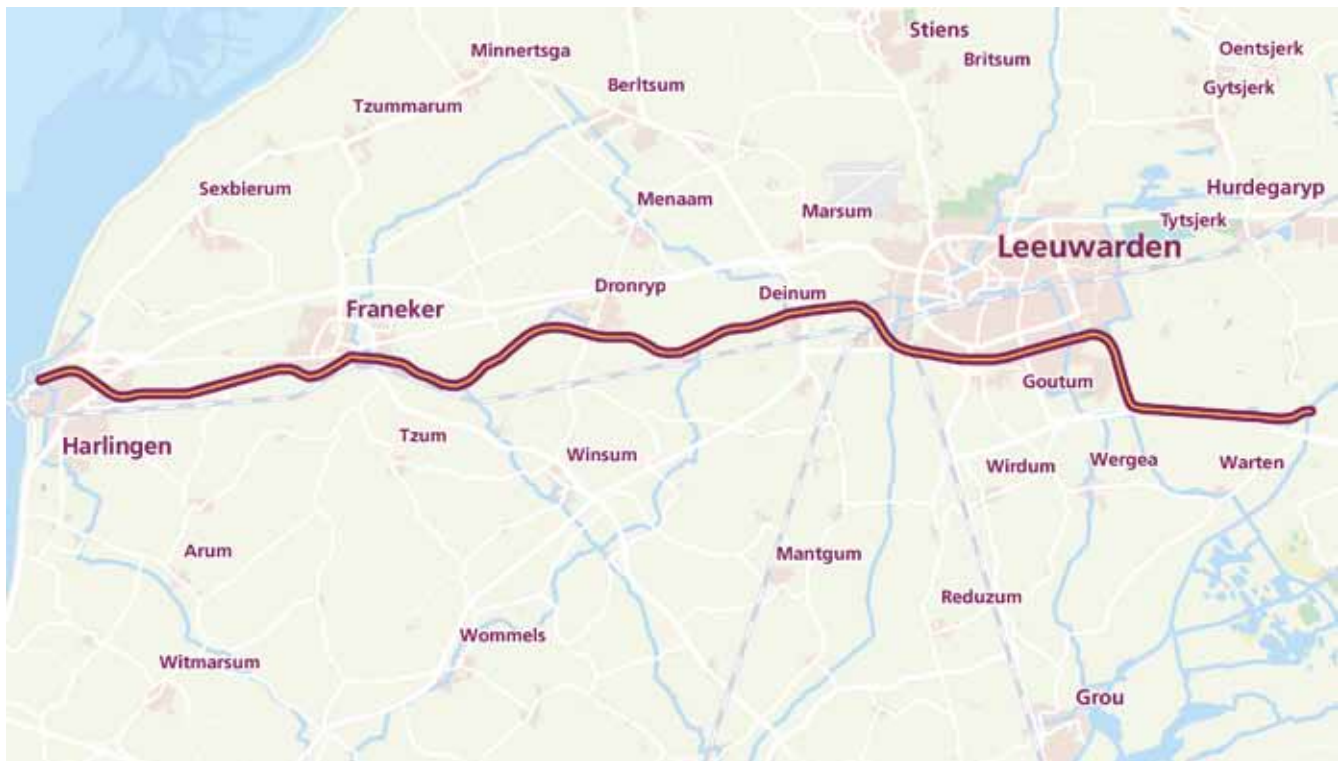 Stiens
Minnertsga
Oentsjerk
Britsum
Berltsum
Gytsjerk
Tzummarum
Sexbierum
Hurdegaryp
Menaam
Marsum
Tytsjerk
Leeuwarden
Dronryp
Deinum
Franeker
Goutum
Tzum
Harlingen
Winsum
Wirdum
Wergea
Warten
Arum
Mantgum
Reduzum
Wommels
Witmarsum
Grou